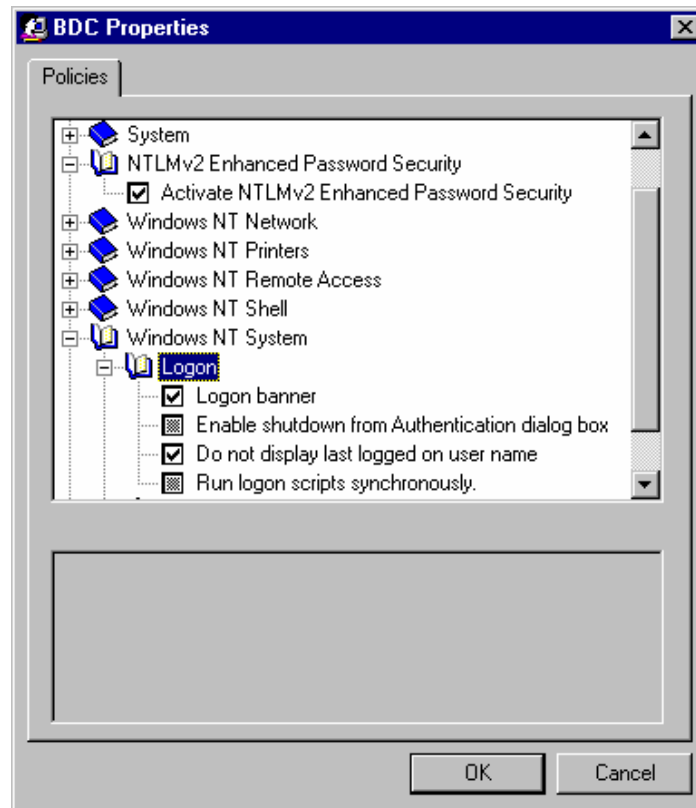 BDC Properties
Policies
System
NTLMv2 Enhanced Password Security
Activate NTLMv2 Enhanced Password Security
Windows NT Network
Windows NT Printers
Windows NT Remote Access
Windows NT Shell
Windows NT System
Logon
Logon banner
Enable shutdown from Authentication dialog box
Do not display last logged on user name
Run logon scripts synchronously.
OK Cancel